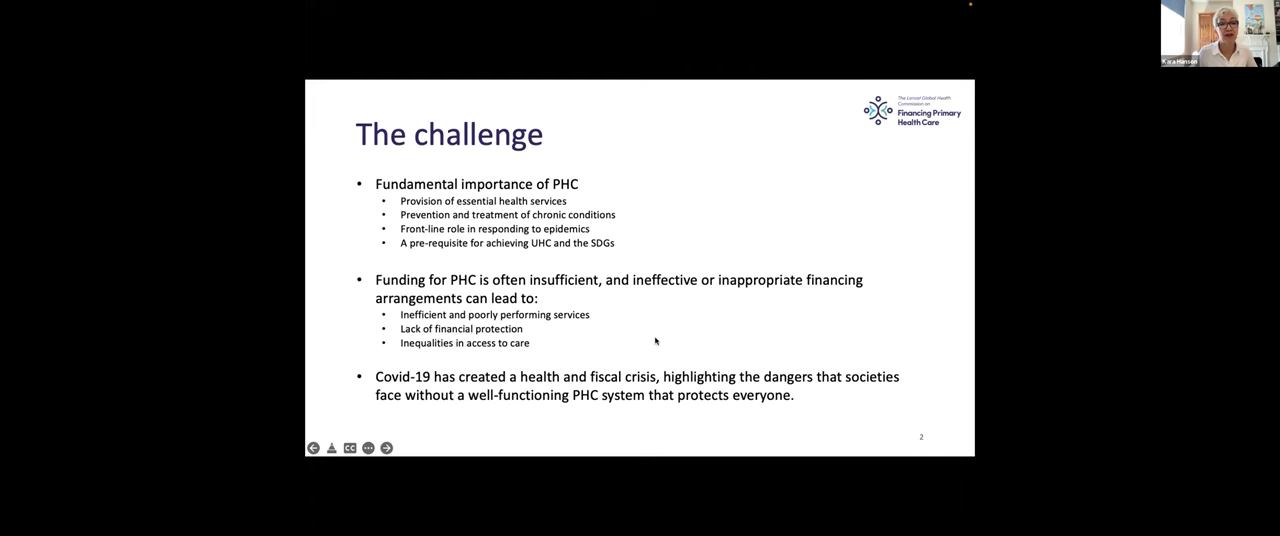 Kara Hanson
The Lancet Global Health
Commission on
Financing Primary
Health Care
The challenge
• Fundamental importance of PHC
• Provision of essential health services
• Prevention and treatment of chronic conditions
• Front-line role in responding to epidemics
• A pre-requisite for achieving UHC and the SDGs
• Funding for PHC is often insufficient, and ineffective or inappropriate financing
arrangements can lead to:
• Inefficient and poorly performing services
• Lack of financial protection
• Inequalities in access to care
• Covid-19 has created a health and fiscal crisis, highlighting the dangers that societies
face without a well-functioning PHC system that protects everyone.
2
CC